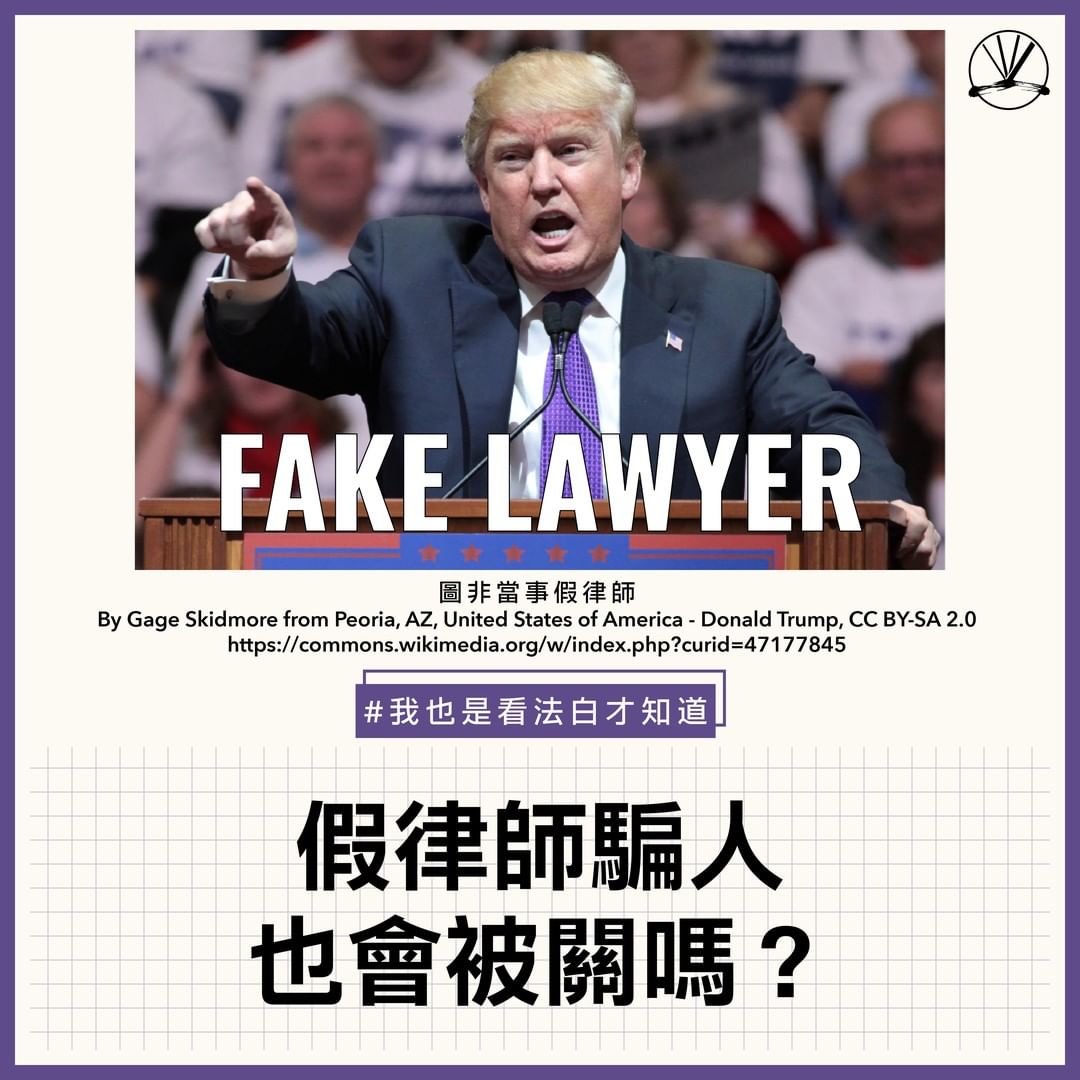 FAKE LAWYER
圖非當事假律師
By Gage Skidmore from Peoria, AZ, United States of America - Donald Trump, CC BY-SA 2.0
https://commons.wikimedia.org/w/index.php?curid=47177845
#我也是看法白才知道
假律師騙人
也會被關嗎？